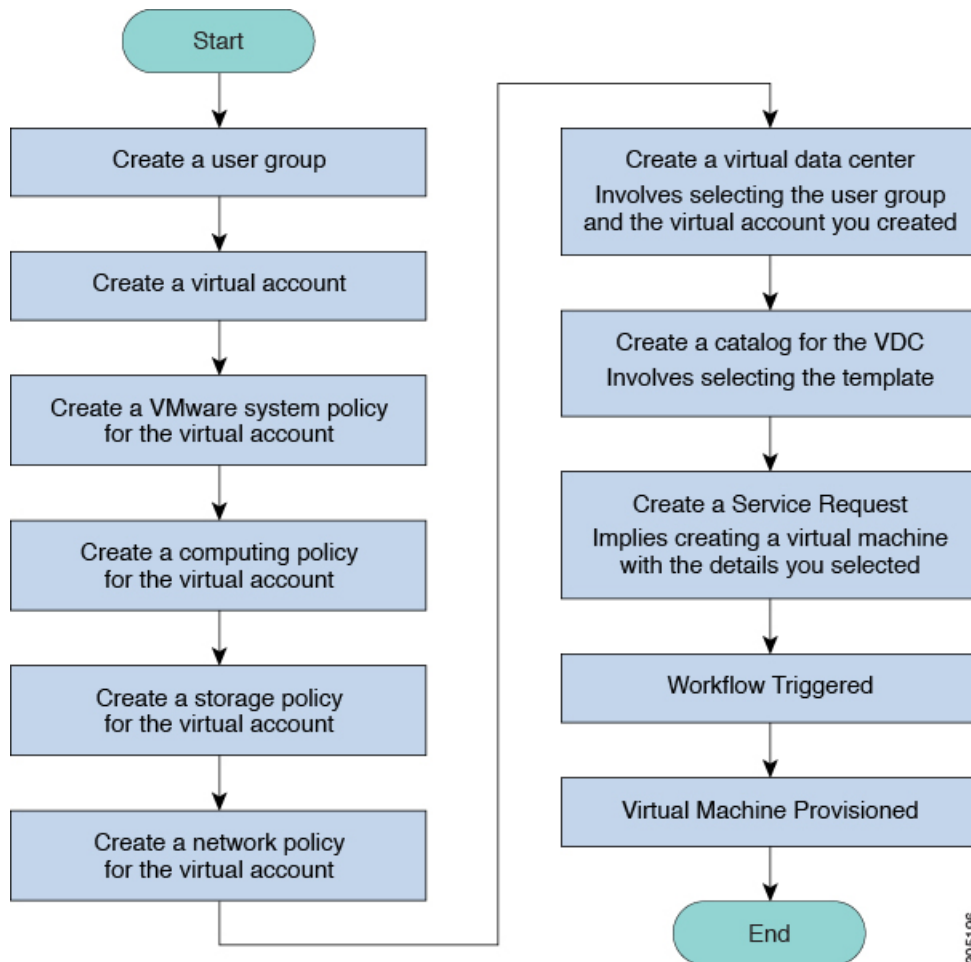 Start
Create a user group
Create a virtual account
Create a VMware system policy
for the virtual account
Create a computing policy
for the virtual account
Create a storage policy
for the virtual account
Create a network policy
for the virtual account
Create a virtual data center
Involves selecting the user group
and the virtual account you created
Create a catalog for the VDC
Involves selecting the template
Create a Service Request
Implies creating a virtual machine
with the details you selected
Workflow Triggered
Virtual Machine Provisioned
End